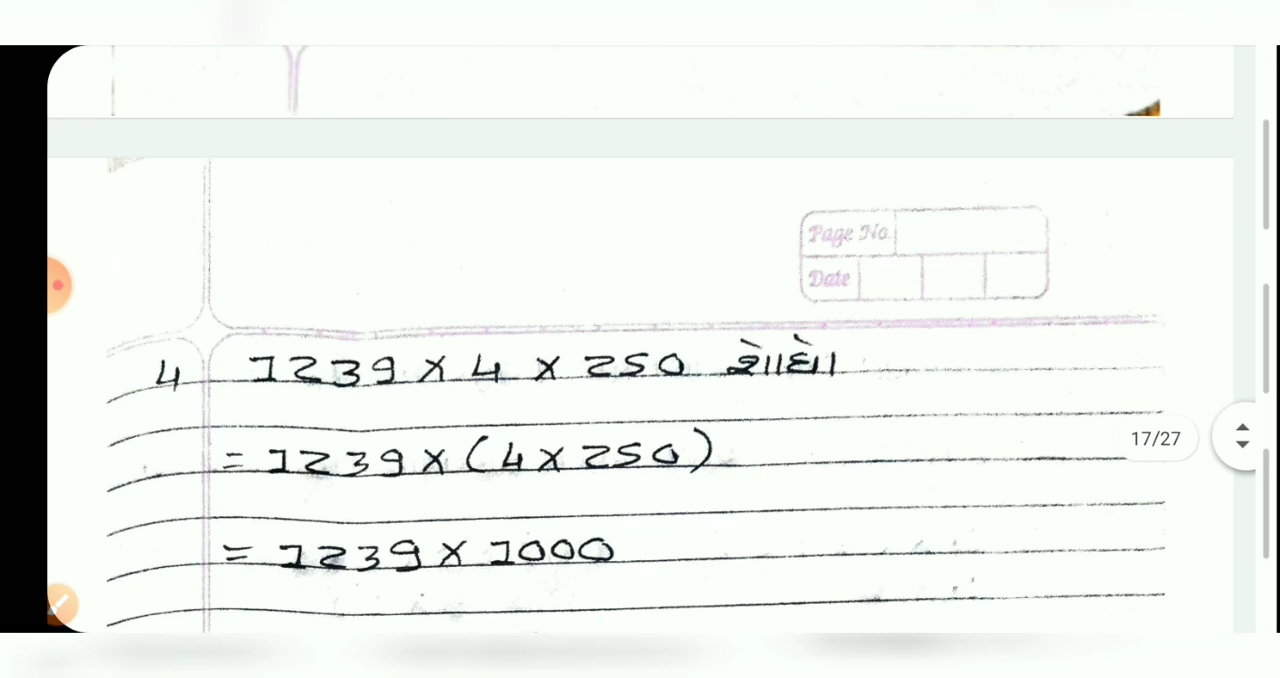 Page No.
Date
4 1239 × 4 × 250 શોધો
= 1239 × (4 × 250)
17/27
= 1239 × 1000